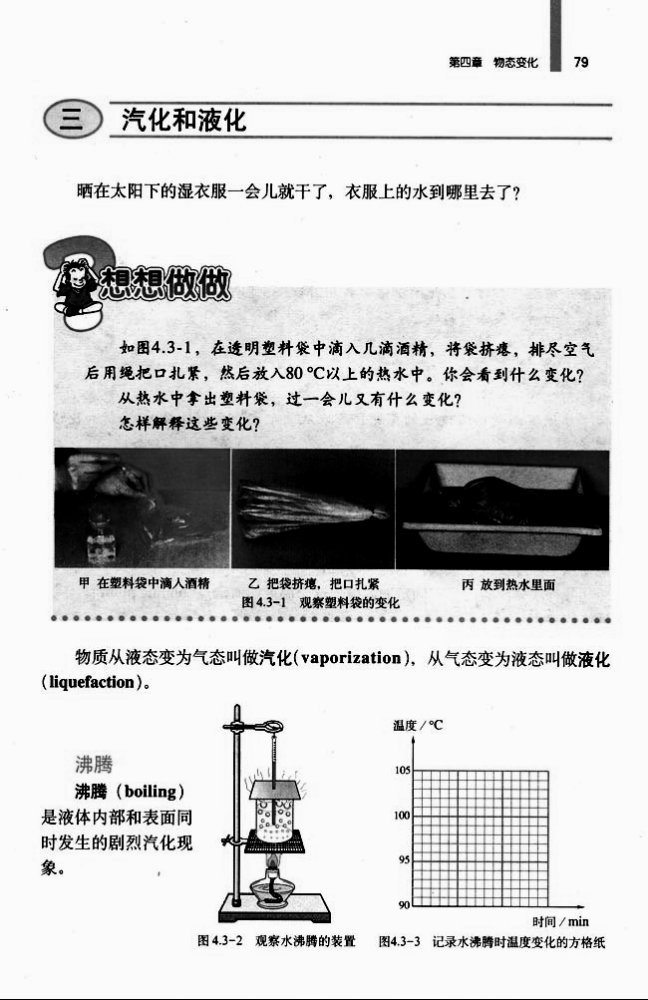 第四章 物态变化 79
三 汽化和液化
晒在太阳下的湿衣服一会儿就干了，衣服上的水到哪里去了？
想想做做
如图4.3-1，在透明塑料袋中滴入几滴酒精，将袋挤瘪，排尽空气
后用绳把口扎紧，然后放入80 ℃以上的热水中。你会看到什么变化？
从热水中拿出塑料袋，过一会儿又有什么变化？
怎样解释这些变化？
甲 在塑料袋中滴入酒精
乙 把袋挤瘪，把口扎紧
丙 放到热水里面
图 4.3-1 观察塑料袋的变化
物质从液态变为气态叫做汽化(vaporization)，从气态变为液态叫做液化
(liquefaction)。
沸腾
沸腾（boiling）
是液体内部和表面同
时发生的剧烈汽化现
象。
图 4.3-2 观察水沸腾的装置
温度/℃
105
100
95
90
时间/min
图4.3-3 记录水沸腾时温度变化的方格纸